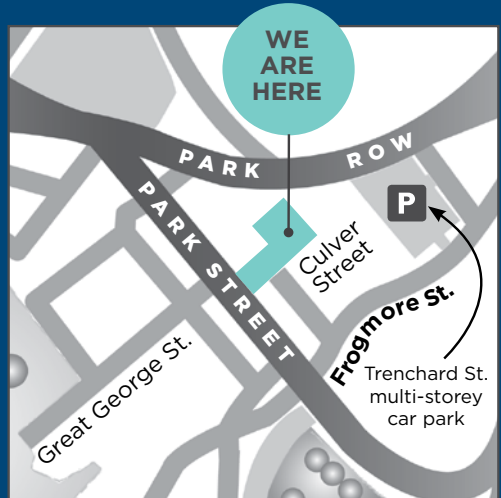 WE
ARE
HERE
PARK ROW
P
PARK STREET
Culver
Street
Frogmore St.
Great George St.
Trenchard St.
multi-storey
car park